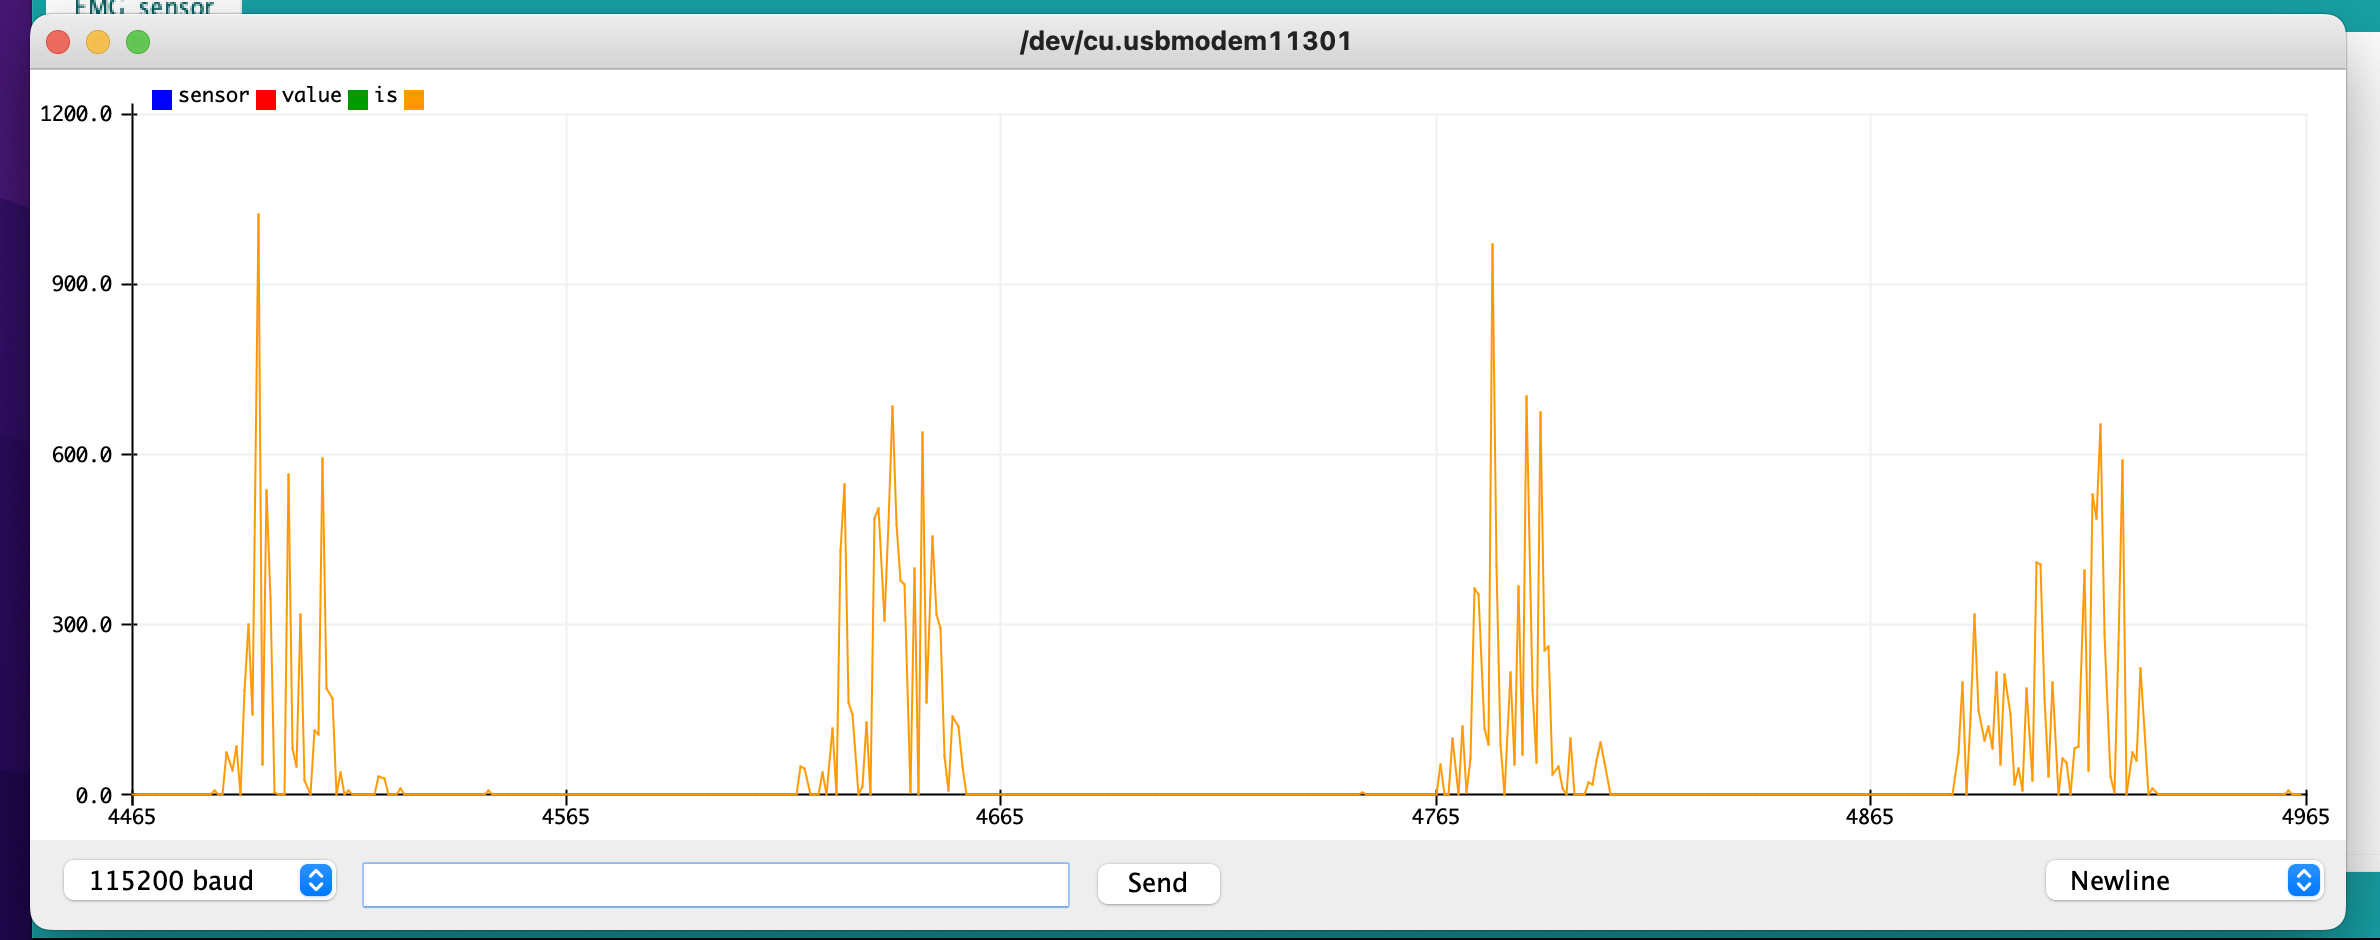 EMG_sensor
/dev/cu.usbmodem11301
sensor value is
1200.0
900.0
600.0
300.0
0.0
4465 4565 4665 4765 4865 4965
115200 baud Send Newline